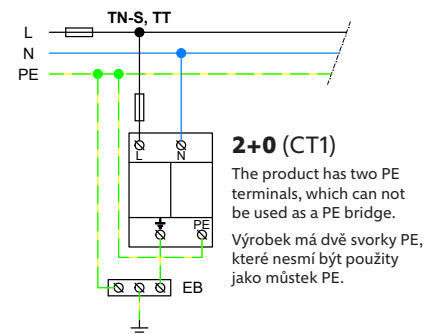 TN-S, TT
L
N
PE
L N
PE
EB
2+0 (CT1)
The product has two PE
terminals, which can not
be used as a PE bridge.
Výrobek má dvě svorky PE,
které nesmí být použity
jako můstek PE.